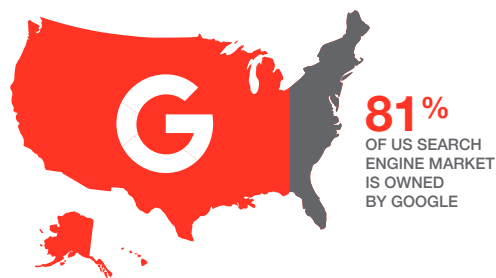 G
81%
OF US SEARCH
ENGINE MARKET
IS OWNED
BY GOOGLE